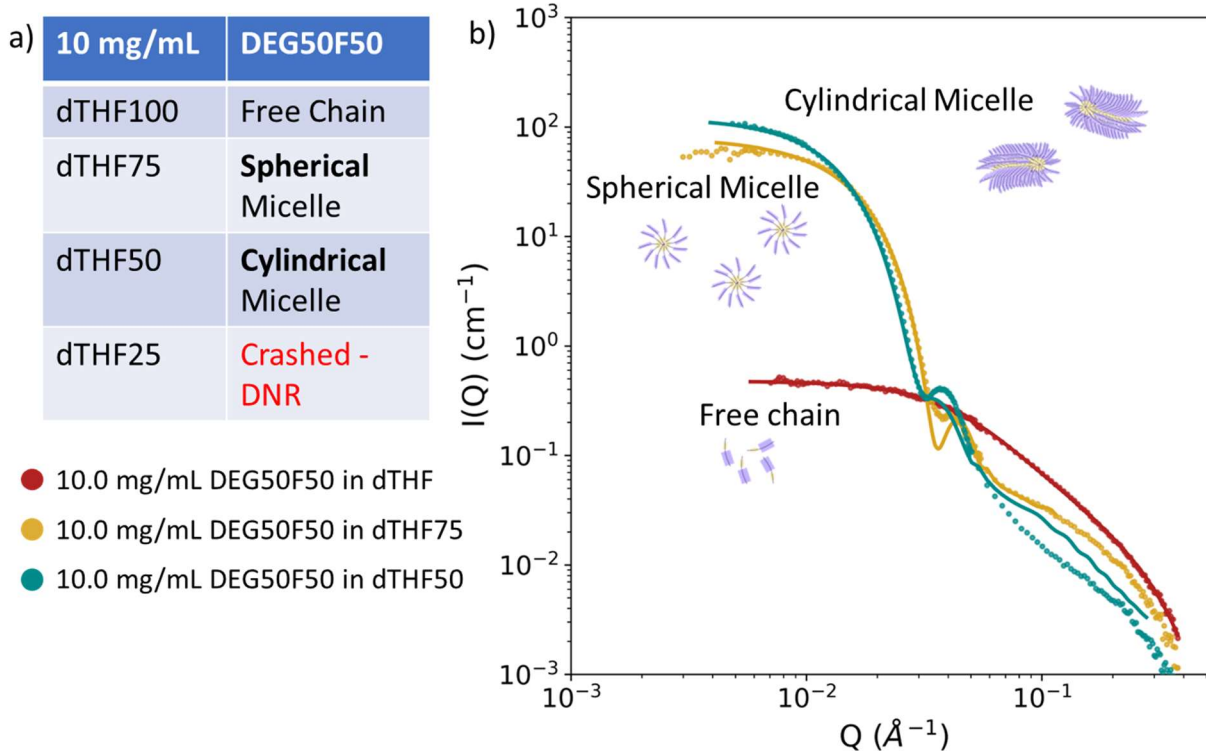 a)
10 mg/mL DEG50F50
dTHF100 Free Chain
dTHF75 Spherical
Micelle
dTHF50 Cylindrical
Micelle
dTHF25 Crashed -
DNR
10.0 mg/mL DEG50F50 in dTHF
10.0 mg/mL DEG50F50 in dTHF75
10.0 mg/mL DEG50F50 in dTHF50
b)
I(Q) (cm⁻¹)
10³
10²
10¹
10⁰
10⁻¹
10⁻²
10⁻³
Cylindrical Micelle
Spherical Micelle
Free chain
10⁻³ 10⁻² 10⁻¹
Q (Å⁻¹)